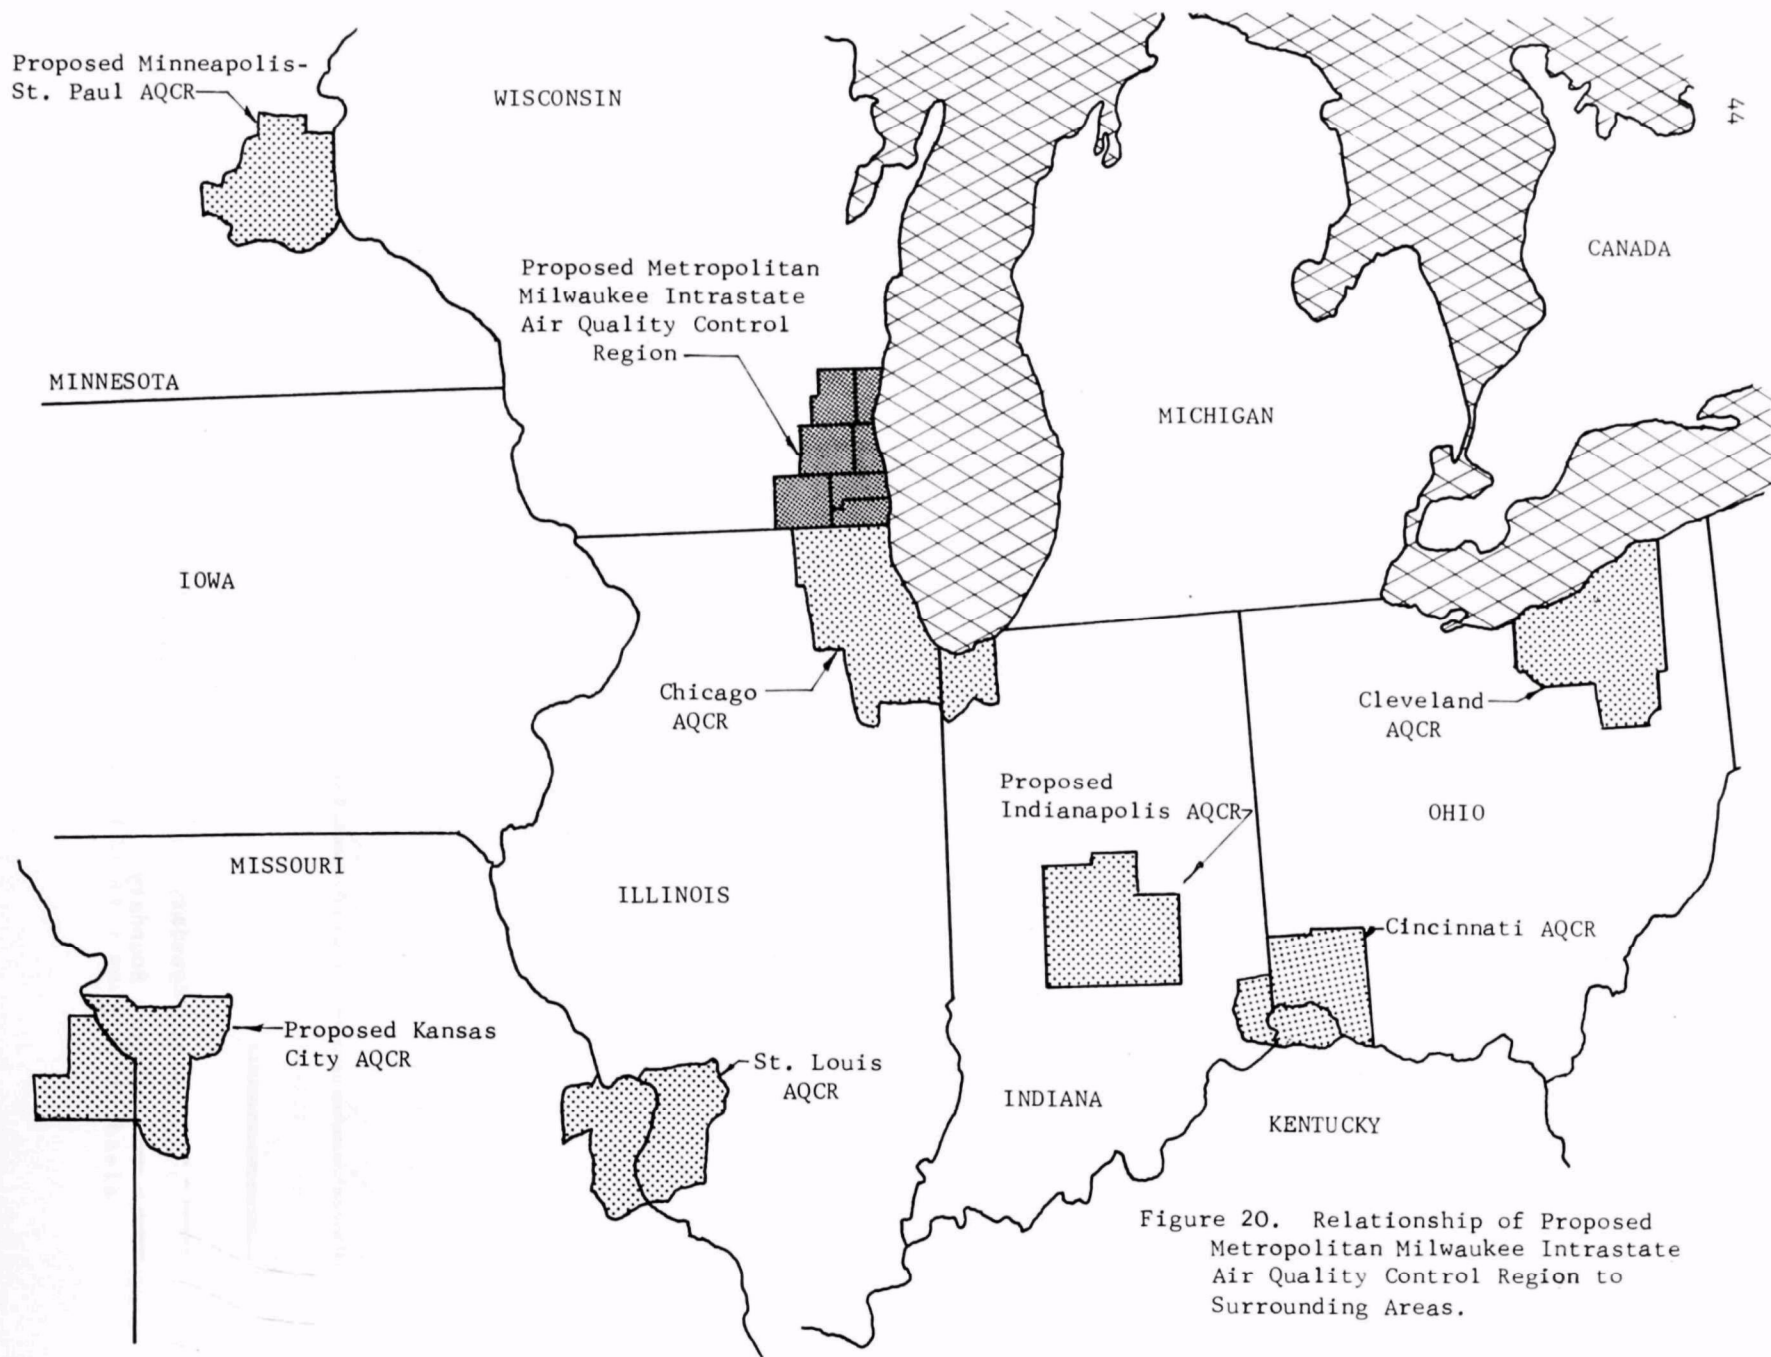 44
Proposed Minneapolis-
St. Paul AQCR
WISCONSIN
CANADA
Proposed Metropolitan
Milwaukee Intrastate
Air Quality Control
Region
MINNESOTA
MICHIGAN
IOWA
Chicago
AQCR
Cleveland
AQCR
Proposed
Indianapolis AQCR
OHIO
MISSOURI
ILLINOIS
Cincinnati AQCR
Proposed Kansas
City AQCR
St. Louis
AQCR
INDIANA
KENTUCKY
Figure 20. Relationship of Proposed
Metropolitan Milwaukee Intrastate
Air Quality Control Region to
Surrounding Areas.